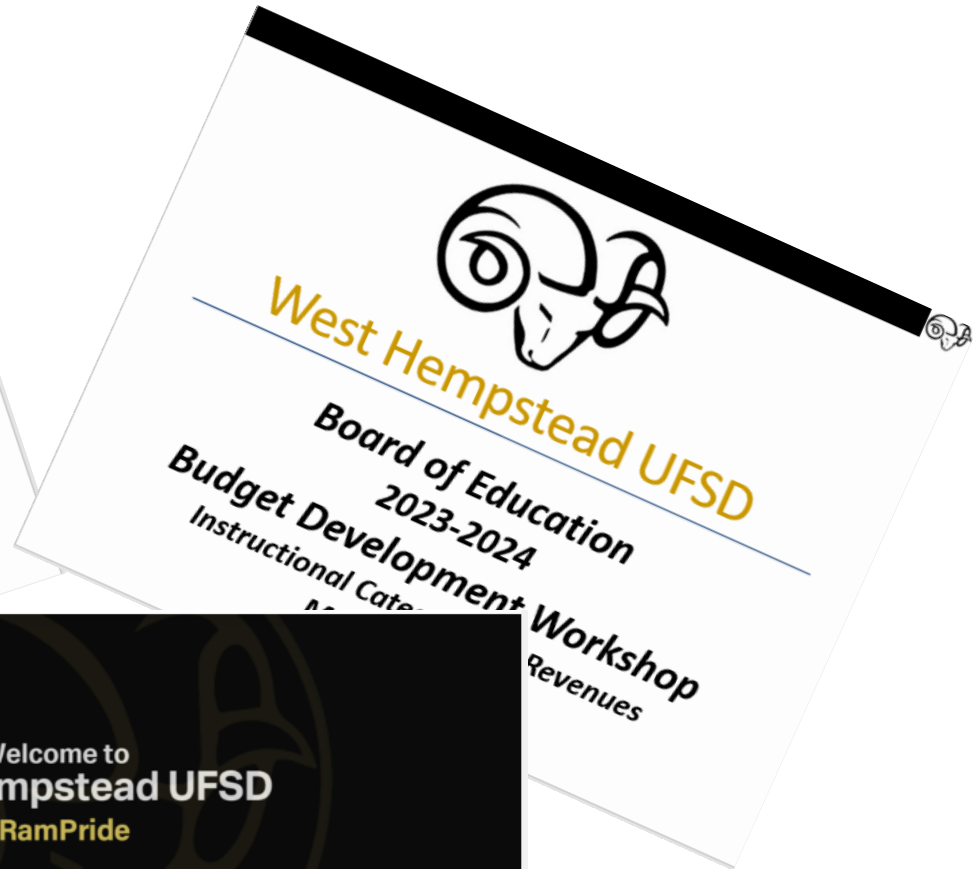 West Hempstead UFSD
Board of Education
2023-2024
Budget Development Workshop
Instructional
Revenues
Welcome to
mpstead UFSD
RamPride